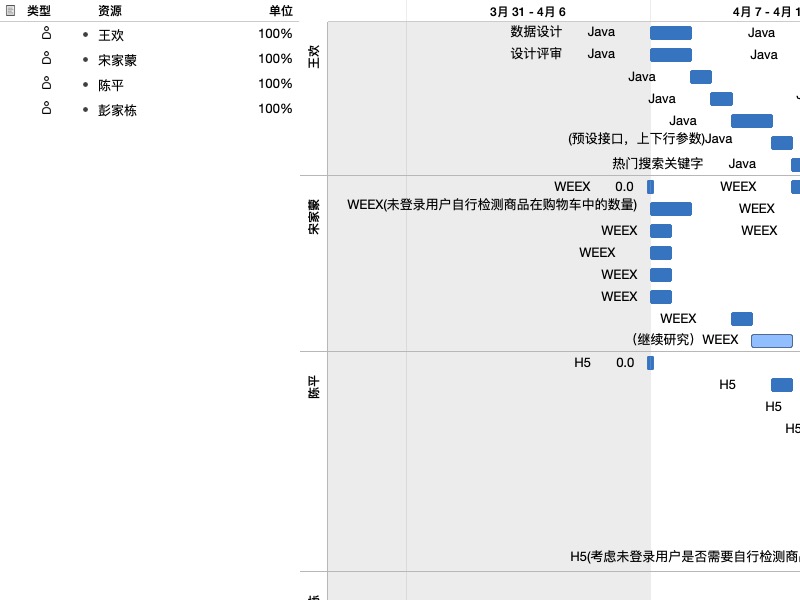 类型 资源 单位 3月 31 - 4月 6 4月 7 - 4月 1
王欢 100%
宋家蒙 100%
陈平 100%
彭家栋 100%
王欢
数据设计 Java Java
设计评审 Java Java
Java
Java
Java
(预设接口，上下行参数)Java
热门搜索关键字 Java
宋家蒙
WEEX 0.0 WEEX
WEEX(未登录用户自行检测商品在购物车中的数量) WEEX
WEEX WEEX
WEEX
WEEX
WEEX
WEEX
（继续研究）WEEX
陈平
H5 0.0
H5
H5
H5
H5(考虑未登录用户是否需要自行检测商